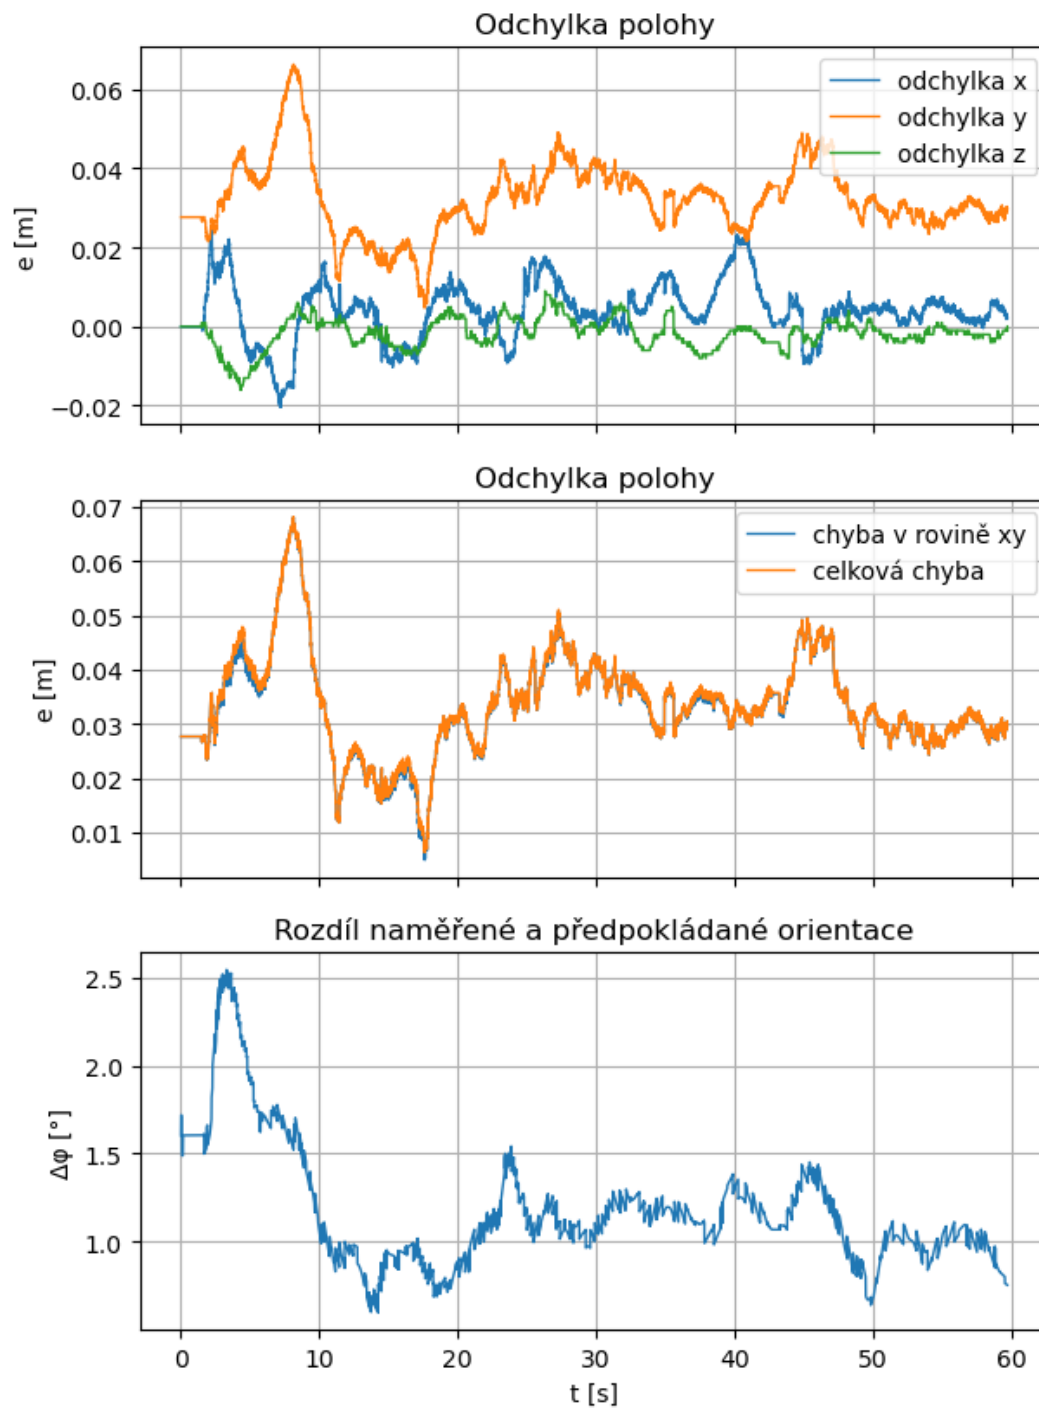 Odchylka polohy
0.06
0.04
0.02
0.00
−0.02
e [m]
odchylka x
odchylka y
odchylka z
Odchylka polohy
0.07
0.06
0.05
0.04
0.03
0.02
0.01
e [m]
chyba v rovině xy
celková chyba
Rozdíl naměřené a předpokládané orientace
2.5
2.0
1.5
1.0
Δφ [°]
0 10 20 30 40 50 60
t [s]